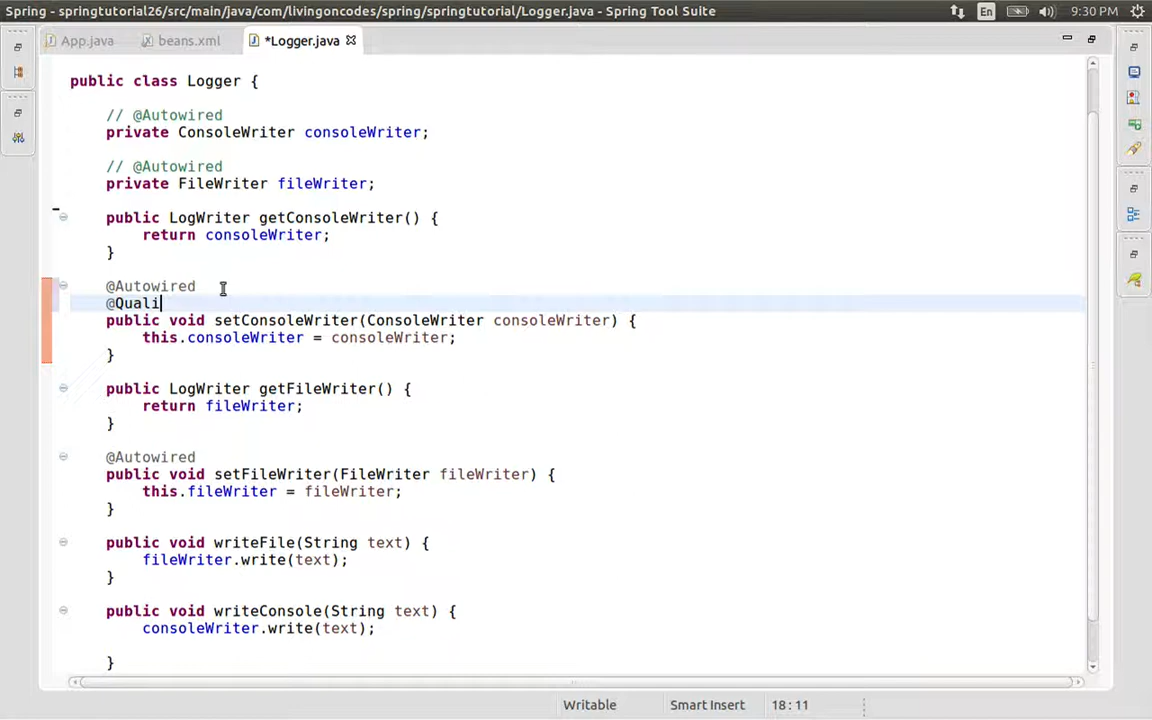 Spring - springtutorial26/src/main/java/com/livingoncodes/spring/springtutorial/Logger.java - Spring Tool Suite
En
9:30 PM
App.java
beans.xml
*Logger.java
public class Logger {
// @Autowired
private ConsoleWriter consoleWriter;
// @Autowired
private FileWriter fileWriter;
public LogWriter getConsoleWriter() {
return consoleWriter;
}
@Autowired
@Quali
public void setConsoleWriter(ConsoleWriter consoleWriter) {
this.consoleWriter = consoleWriter;
}
public LogWriter getFileWriter() {
return fileWriter;
}
@Autowired
public void setFileWriter(FileWriter fileWriter) {
this.fileWriter = fileWriter;
}
public void writeFile(String text) {
fileWriter.write(text);
}
public void writeConsole(String text) {
consoleWriter.write(text);
}
Writable
Smart Insert
18 : 11